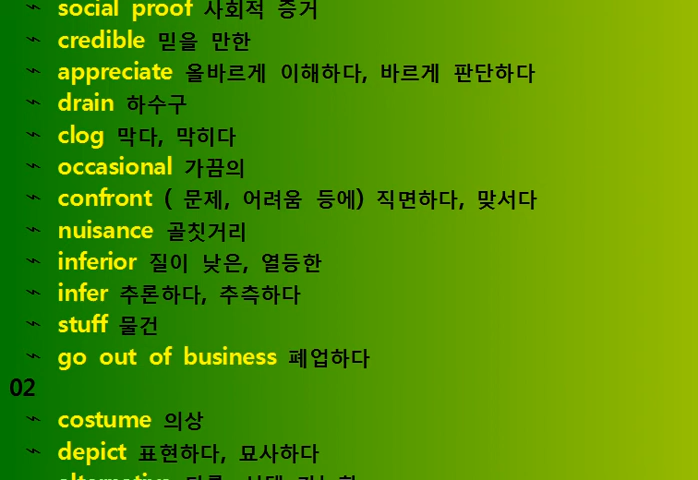 ~ social proof 사회적 증거
~ credible 믿을 만한
~ appreciate 올바르게 이해하다, 바르게 판단하다
~ drain 하수구
~ clog 막다, 막히다
~ occasional 가끔의
~ confront ( 문제, 어려움 등에) 직면하다, 맞서다
~ nuisance 골칫거리
~ inferior 질이 낮은, 열등한
~ infer 추론하다, 추측하다
~ stuff 물건
~ go out of business 폐업하다
02
~ costume 의상
~ depict 표현하다, 묘사하다
~ alternative